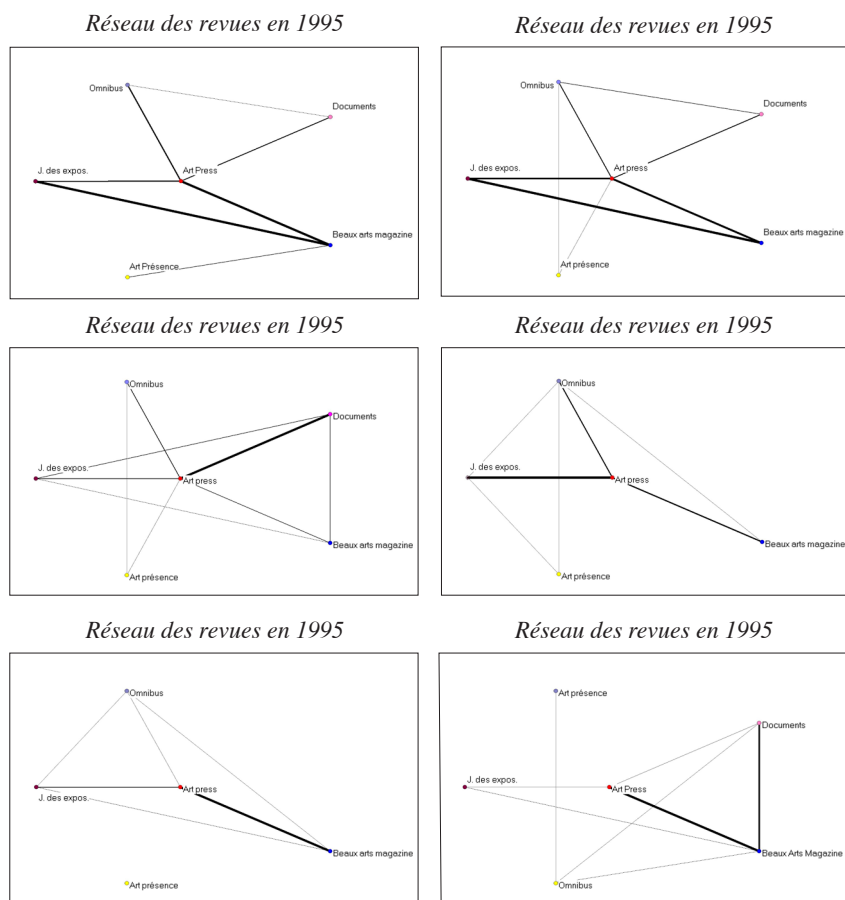 Réseau des revues en 1995
Omnibus
Documents
J. des expos.
Art Press
Beaux arts magazine
Art Présence
Réseau des revues en 1995
Omnibus
Documents
J. des expos.
Art press
Beaux arts magazine
Art présence
Réseau des revues en 1995
Omnibus
Documents
J. des expos.
Art press
Beaux arts magazine
Art présence
Réseau des revues en 1995
Omnibus
J. des expos.
Art press
Beaux arts magazine
Art présence
Réseau des revues en 1995
Omnibus
Art press
J. des expos.
Beaux arts magazine
Art présence
Réseau des revues en 1995
Art présence
Documents
J. des expos.
Art Press
Beaux Arts Magazine
Omnibus